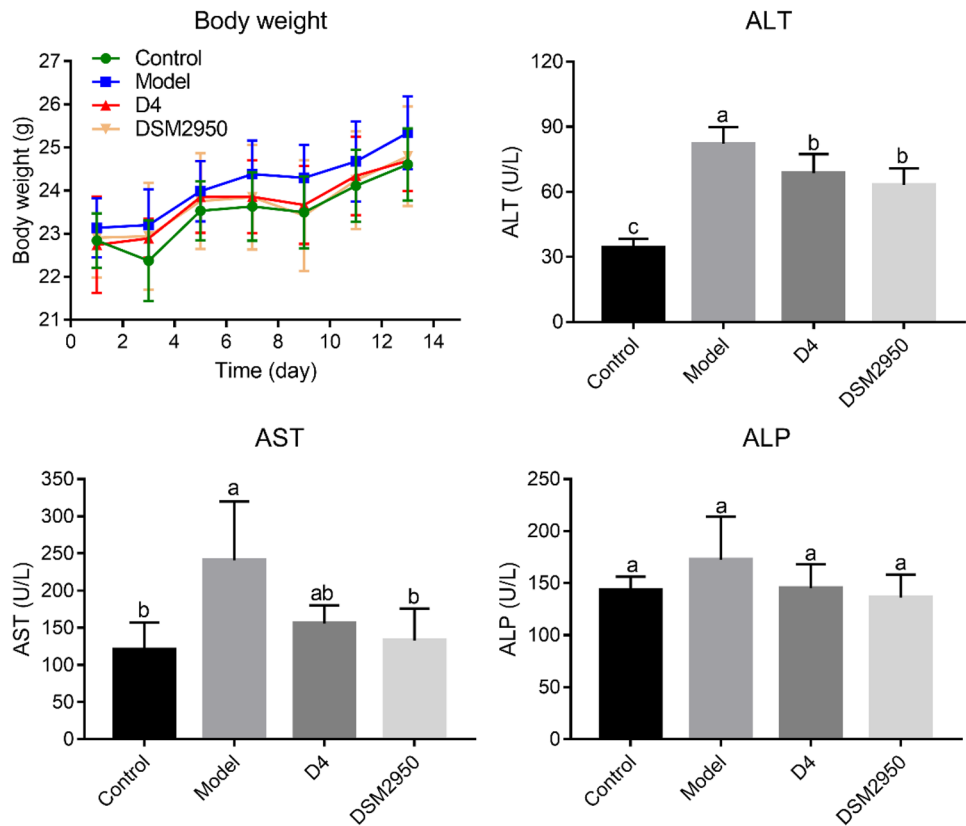 Body weight
Control
Model
D4
DSM2950
27
26
25
24
23
22
21
Body weight (g)
0 2 4 6 8 10 12 14
Time (day)
ALT
120
90
60
30
0
ALT (U/L)
c
a
b
b
Control
Model
D4
DSM2950
AST
350
300
250
200
150
100
50
0
AST (U/L)
b
a
ab
b
Control
Model
D4
DSM2950
ALP
250
200
150
100
50
0
ALP (U/L)
a
a
a
a
Control
Model
D4
DSM2950